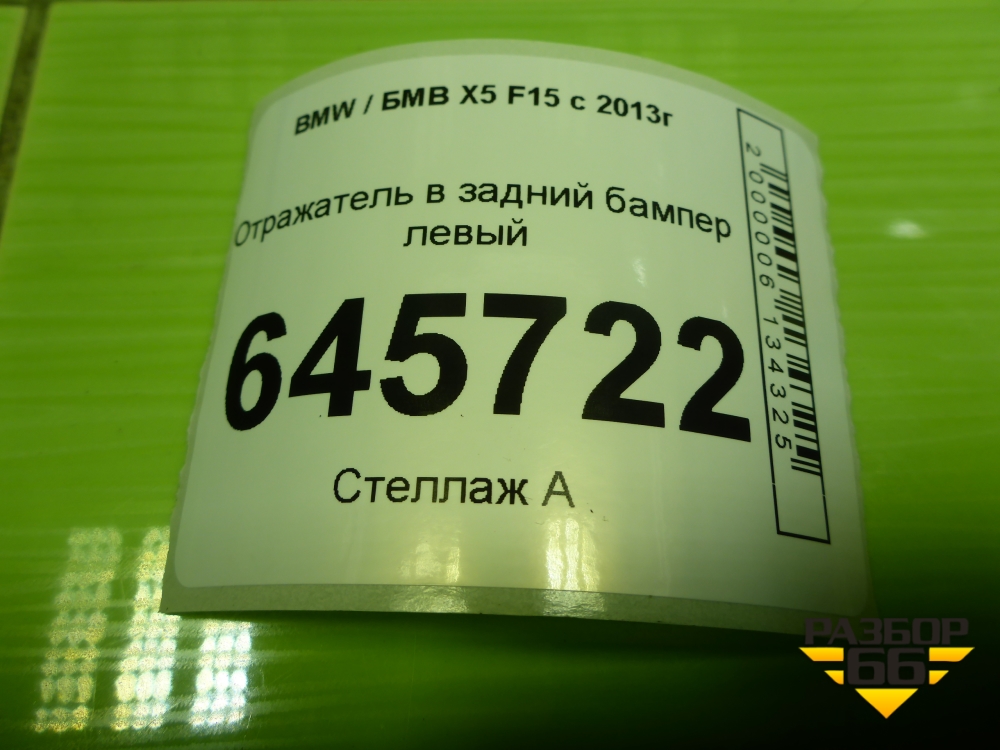 BMW / БМВ X5 F15 с 2013г
Отражатель в задний бампер
левый
645722
Стеллаж А
2000006134325
РАЗБОР
66